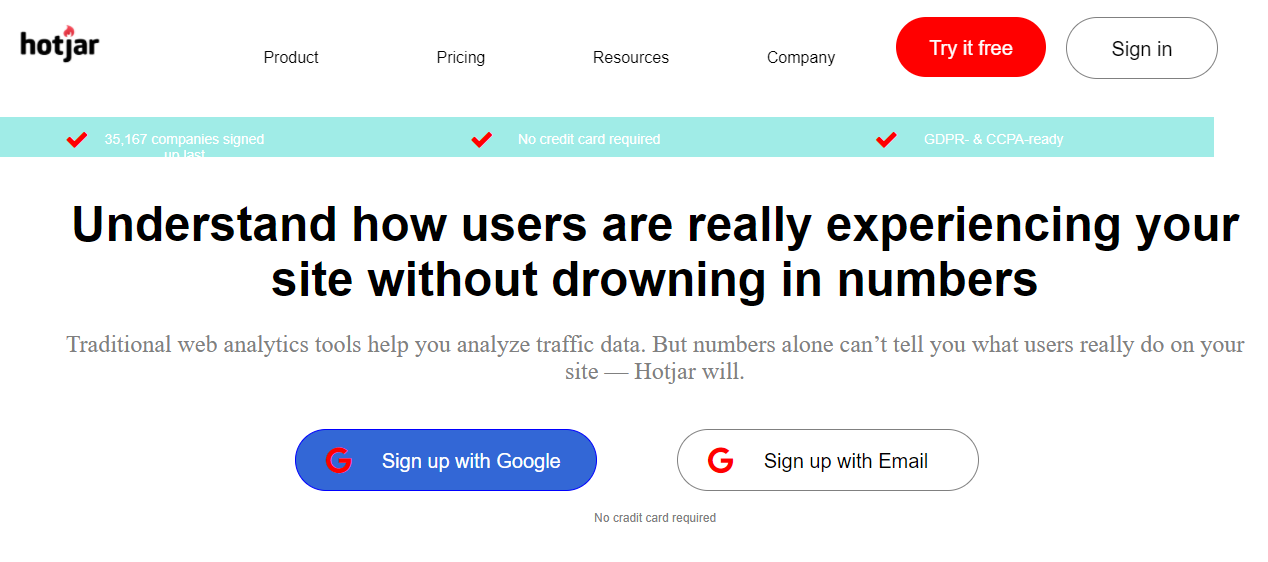 hotjar
Product Pricing Resources Company Try it free Sign in
35,167 companies signed
up last
No credit card required
GDPR- & CCPA-ready
Understand how users are really experiencing your
site without drowning in numbers
Traditional web analytics tools help you analyze traffic data. But numbers alone can’t tell you what users really do on your
site — Hotjar will.
Sign up with Google
Sign up with Email
No cradit card required